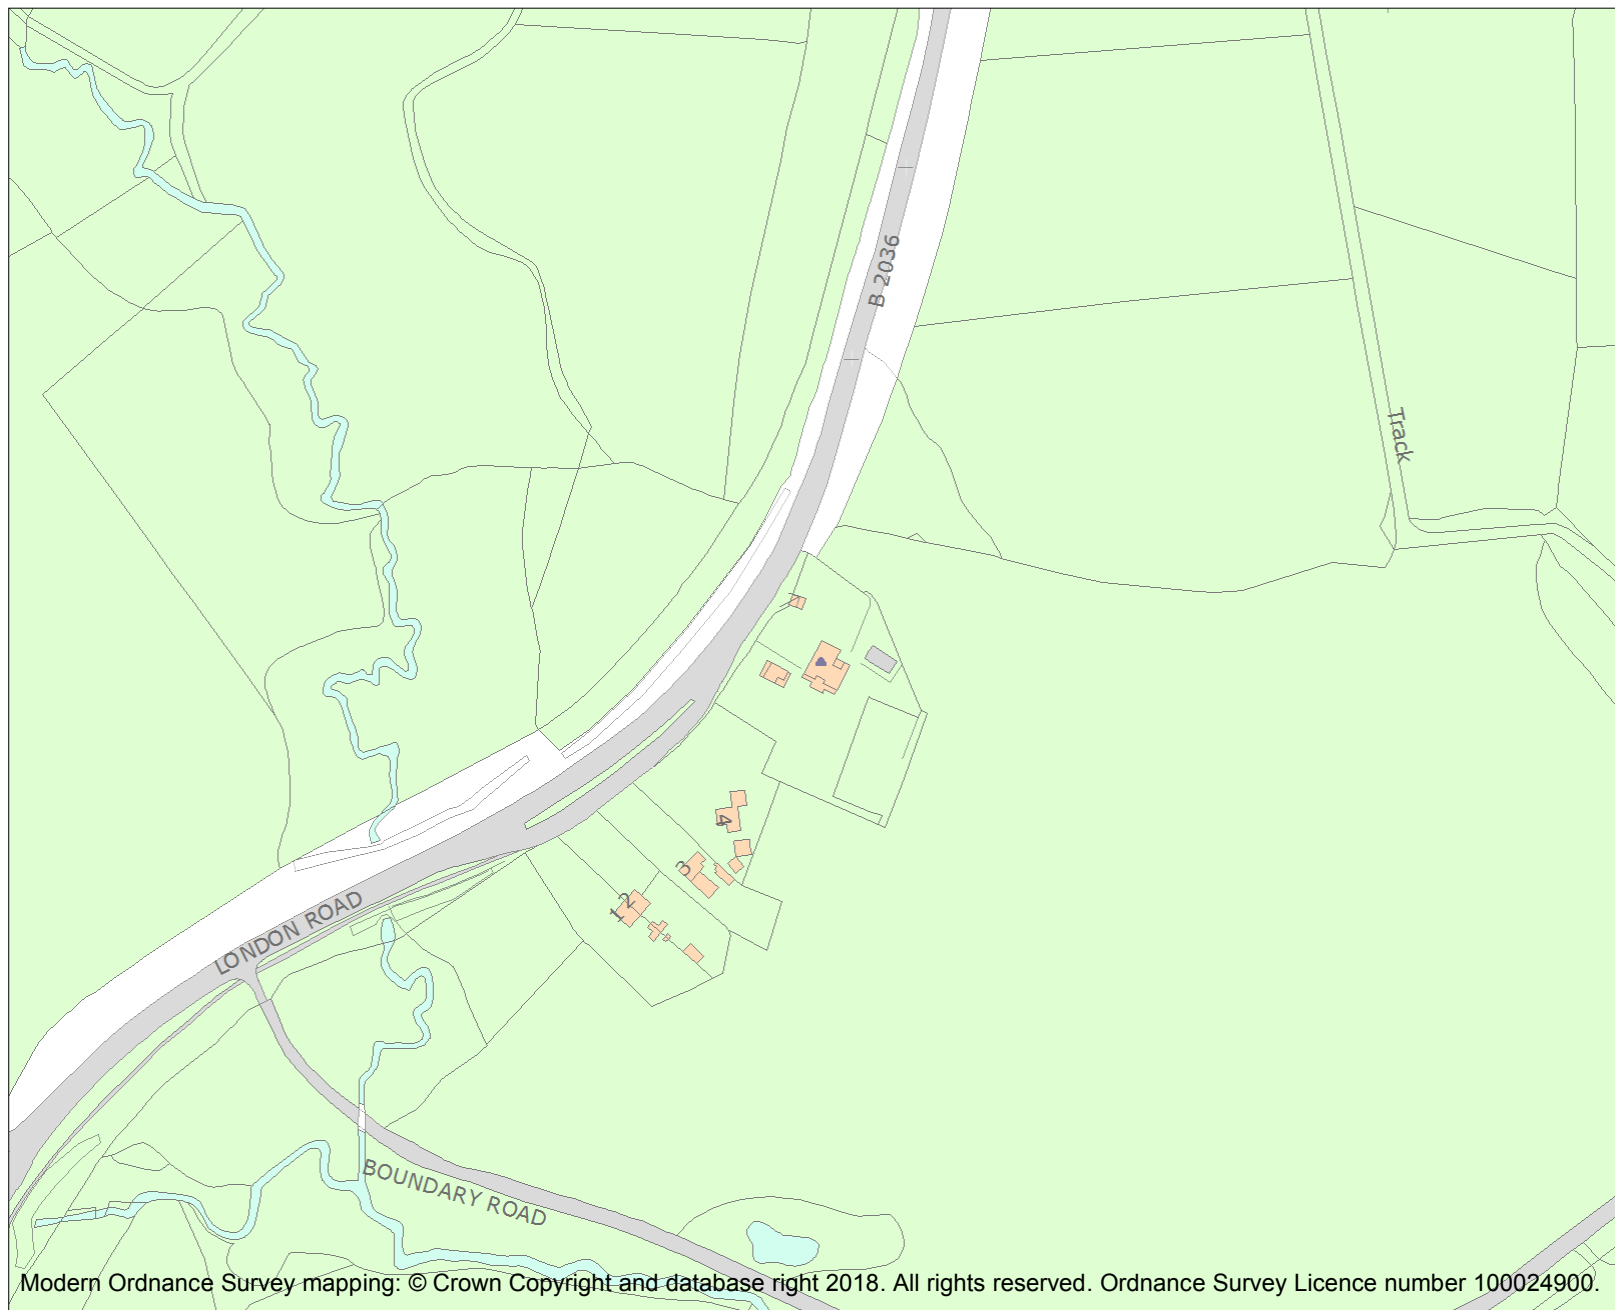 B 2036
Track
4
3
2
1
LONDON ROAD
BOUNDARY ROAD
Modern Ordnance Survey mapping: © Crown Copyright and database right 2018. All rights reserved. Ordnance Survey Licence number 100024900.